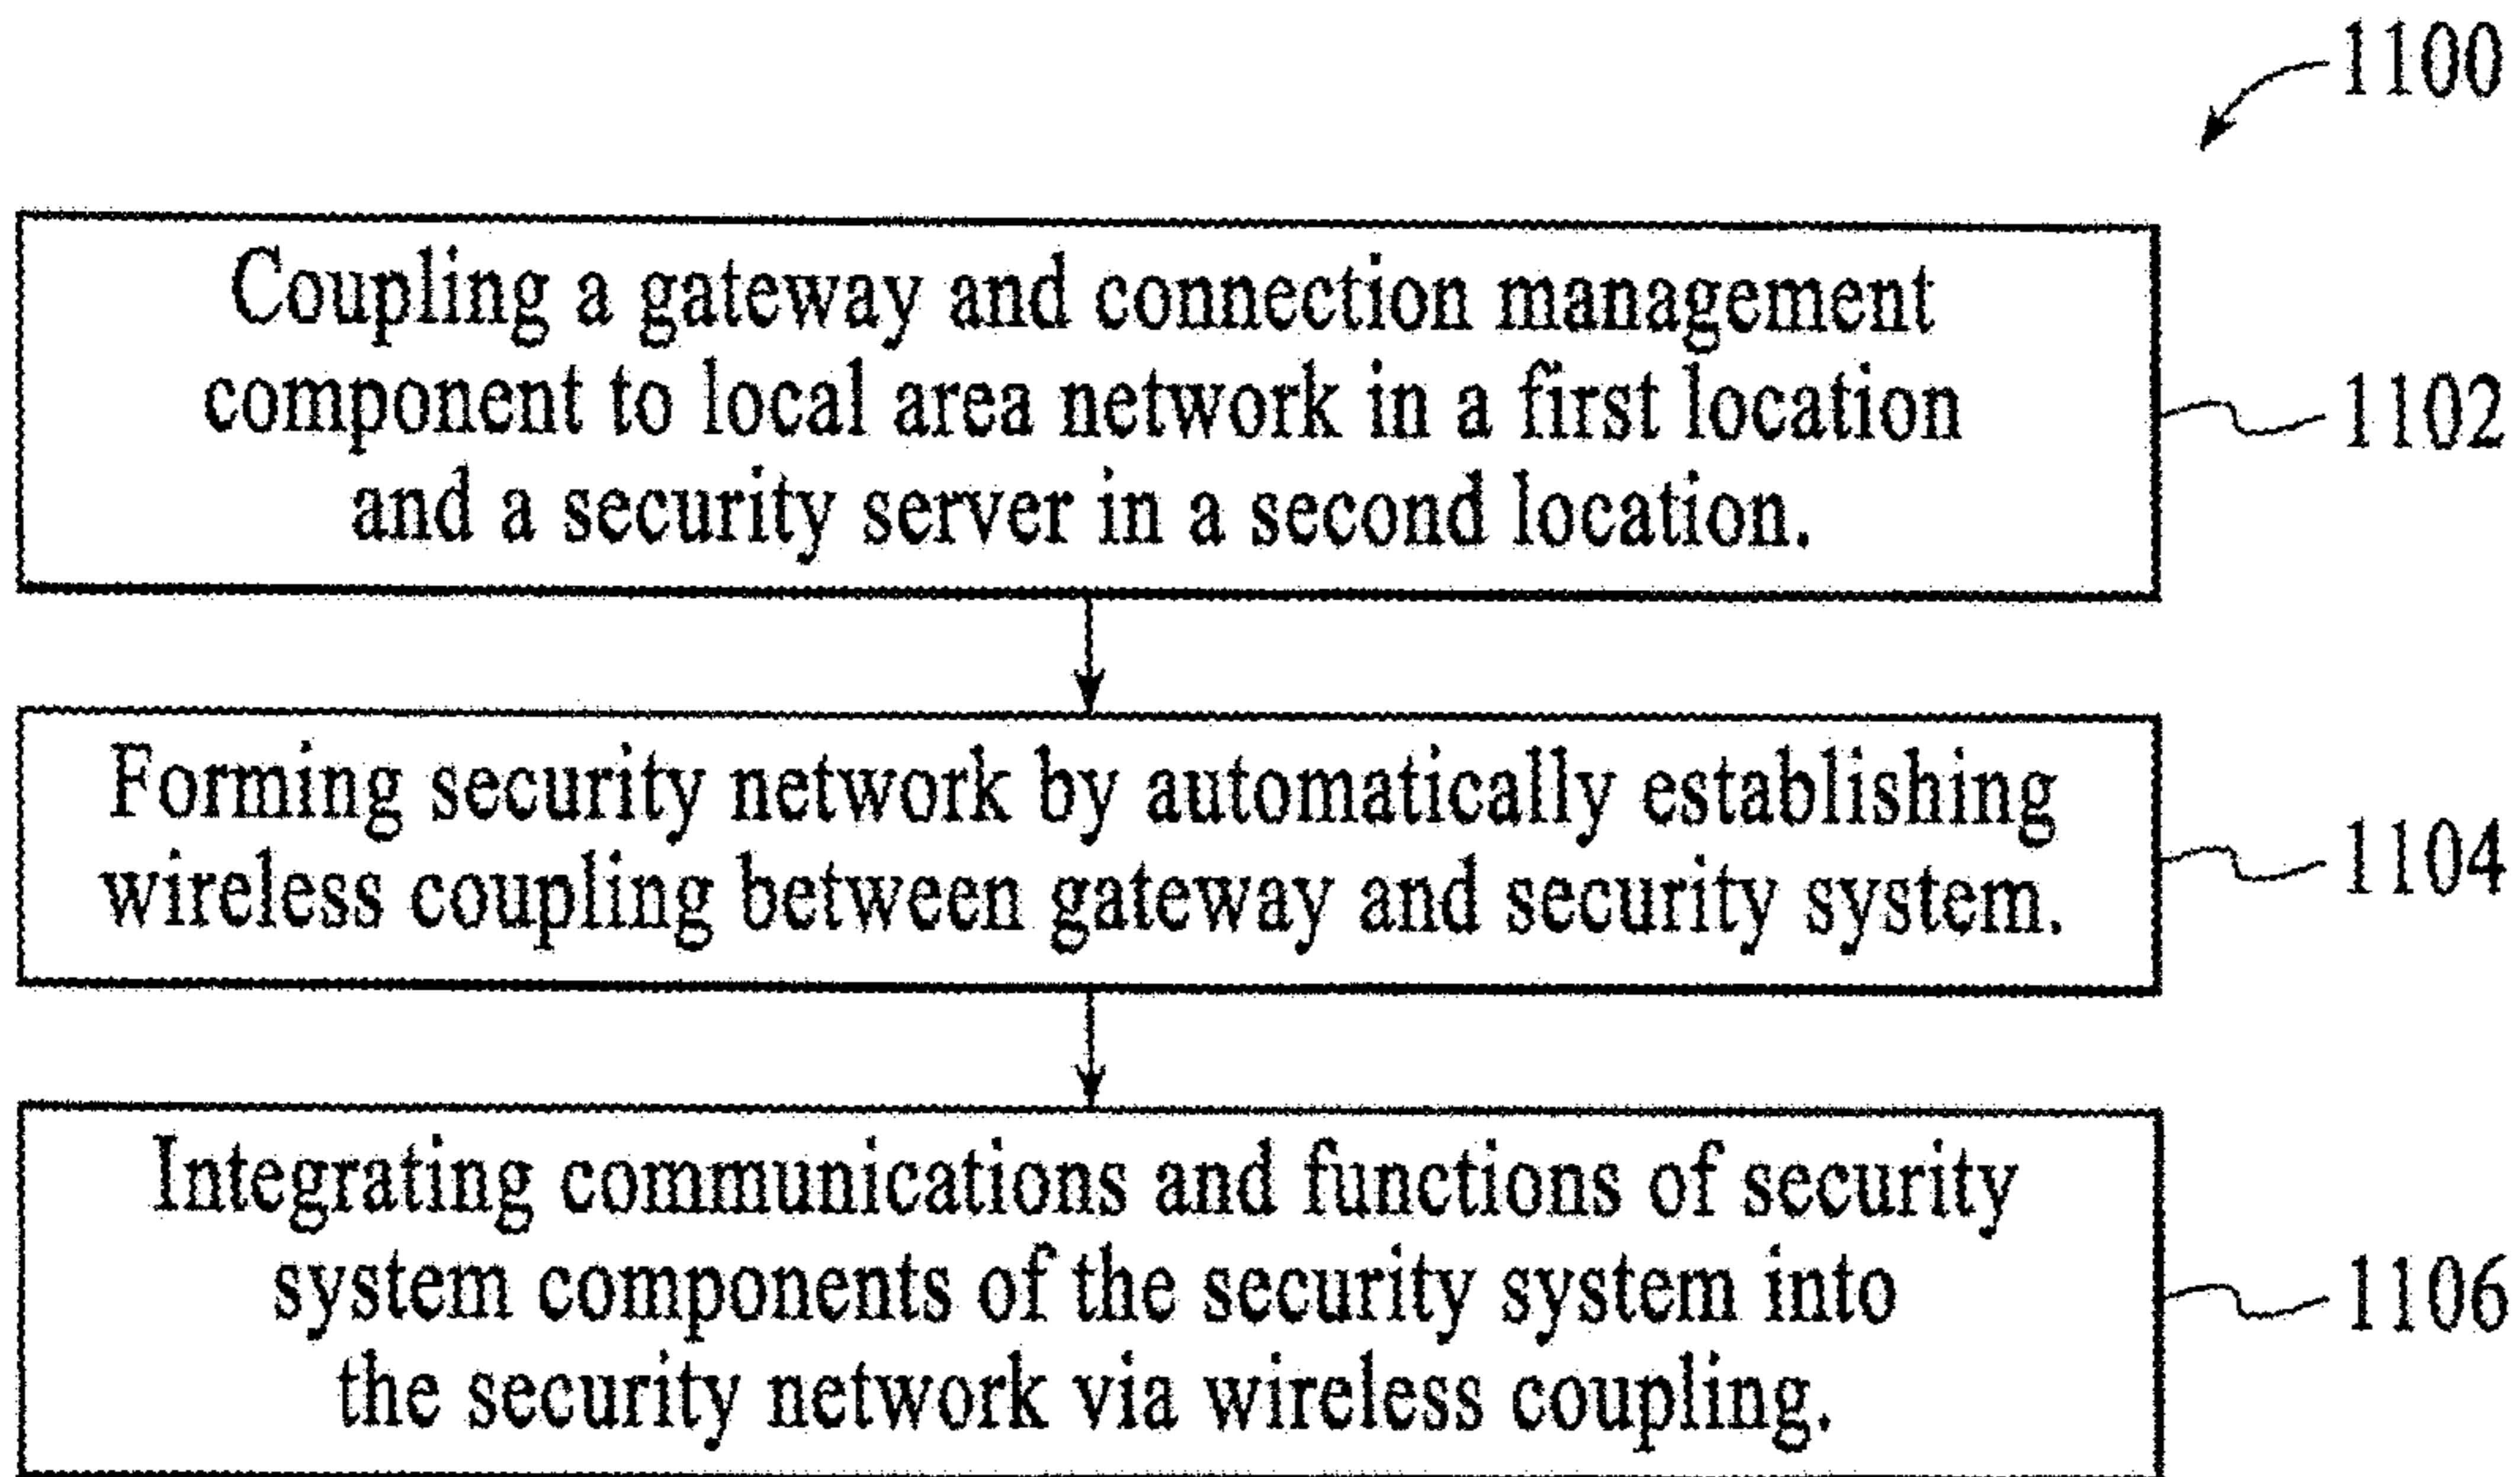 1100
Coupling a gateway and connection management
component to local area network in a first location
and a security server in a second location.
1102
Forming security network by automatically establishing
wireless coupling between gateway and security system.
1104
Integrating communications and functions of security
system components of the security system into
the security network via wireless coupling.
1106